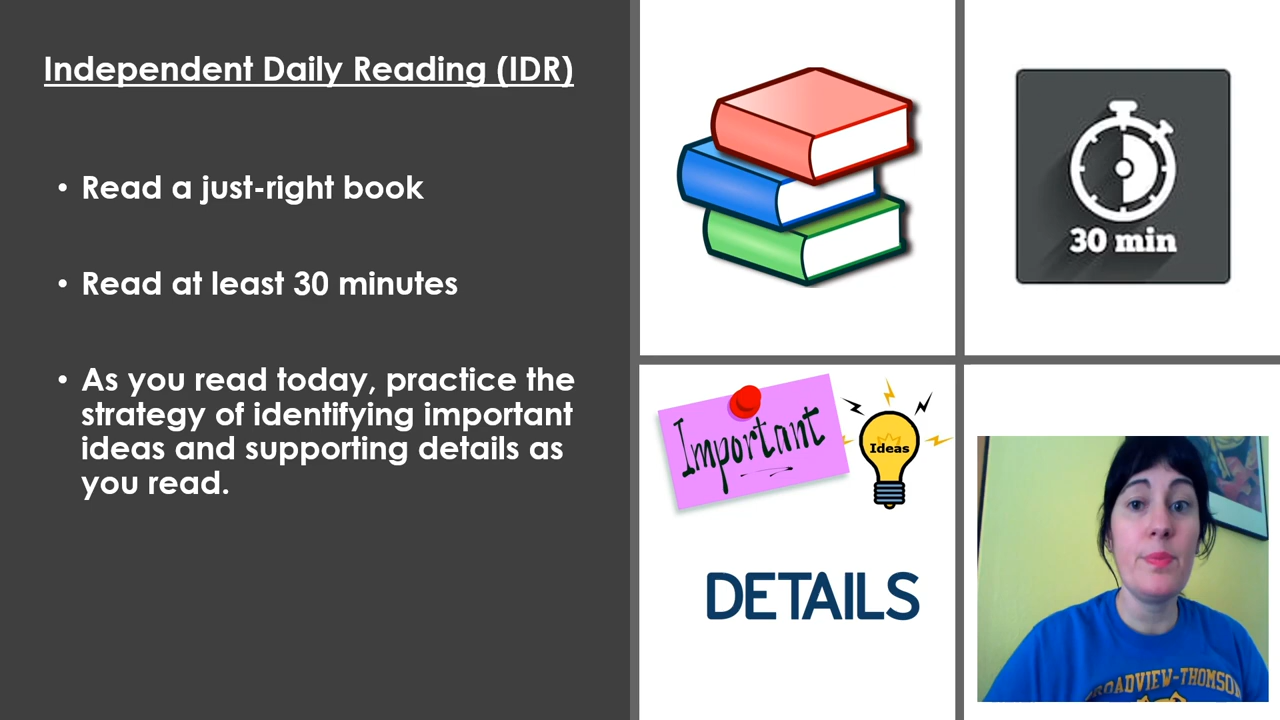 Independent Daily Reading (IDR)
• Read a just-right book
• Read at least 30 minutes
• As you read today, practice the
strategy of identifying important
ideas and supporting details as
you read.
30 min
Important
Ideas
DETAILS
BROADVIEW-THOMSON